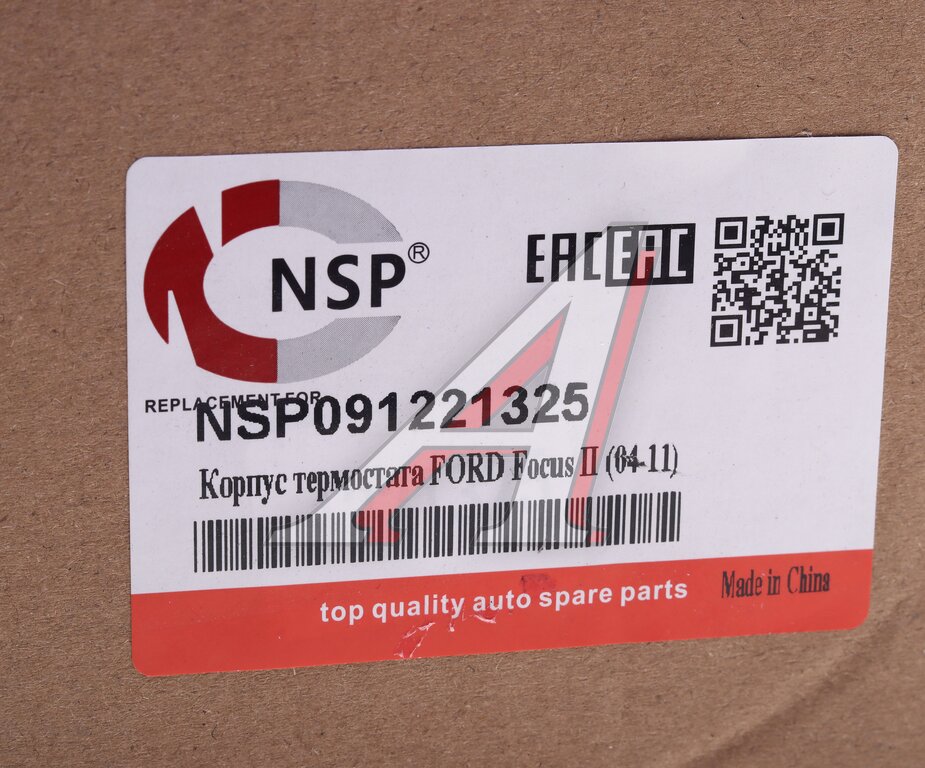 NSP®
EAC EAC
REPLACEMENT FOR
NSP091221325
Корпус термостата FORD Focus II (04-11)
top quality auto spare parts
Made in China